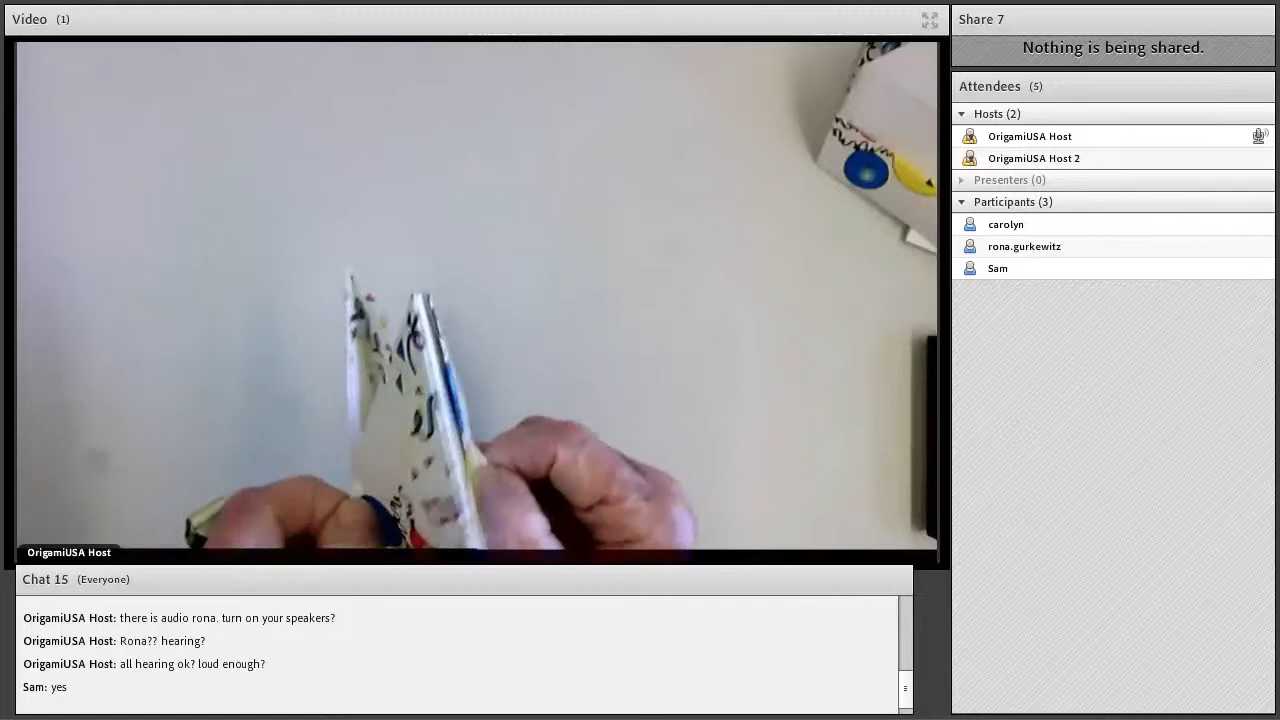 Video (1)
OrigamiUSA Host
Chat 15 (Everyone)
OrigamiUSA Host: there is audio rona. turn on your speakers?
OrigamiUSA Host: Rona?? hearing?
OrigamiUSA Host: all hearing ok? loud enough?
Sam: yes
Share 7
Nothing is being shared.
Attendees (5)
Hosts (2)
OrigamiUSA Host
OrigamiUSA Host 2
Presenters (0)
Participants (3)
carolyn
rona.gurkewitz
Sam